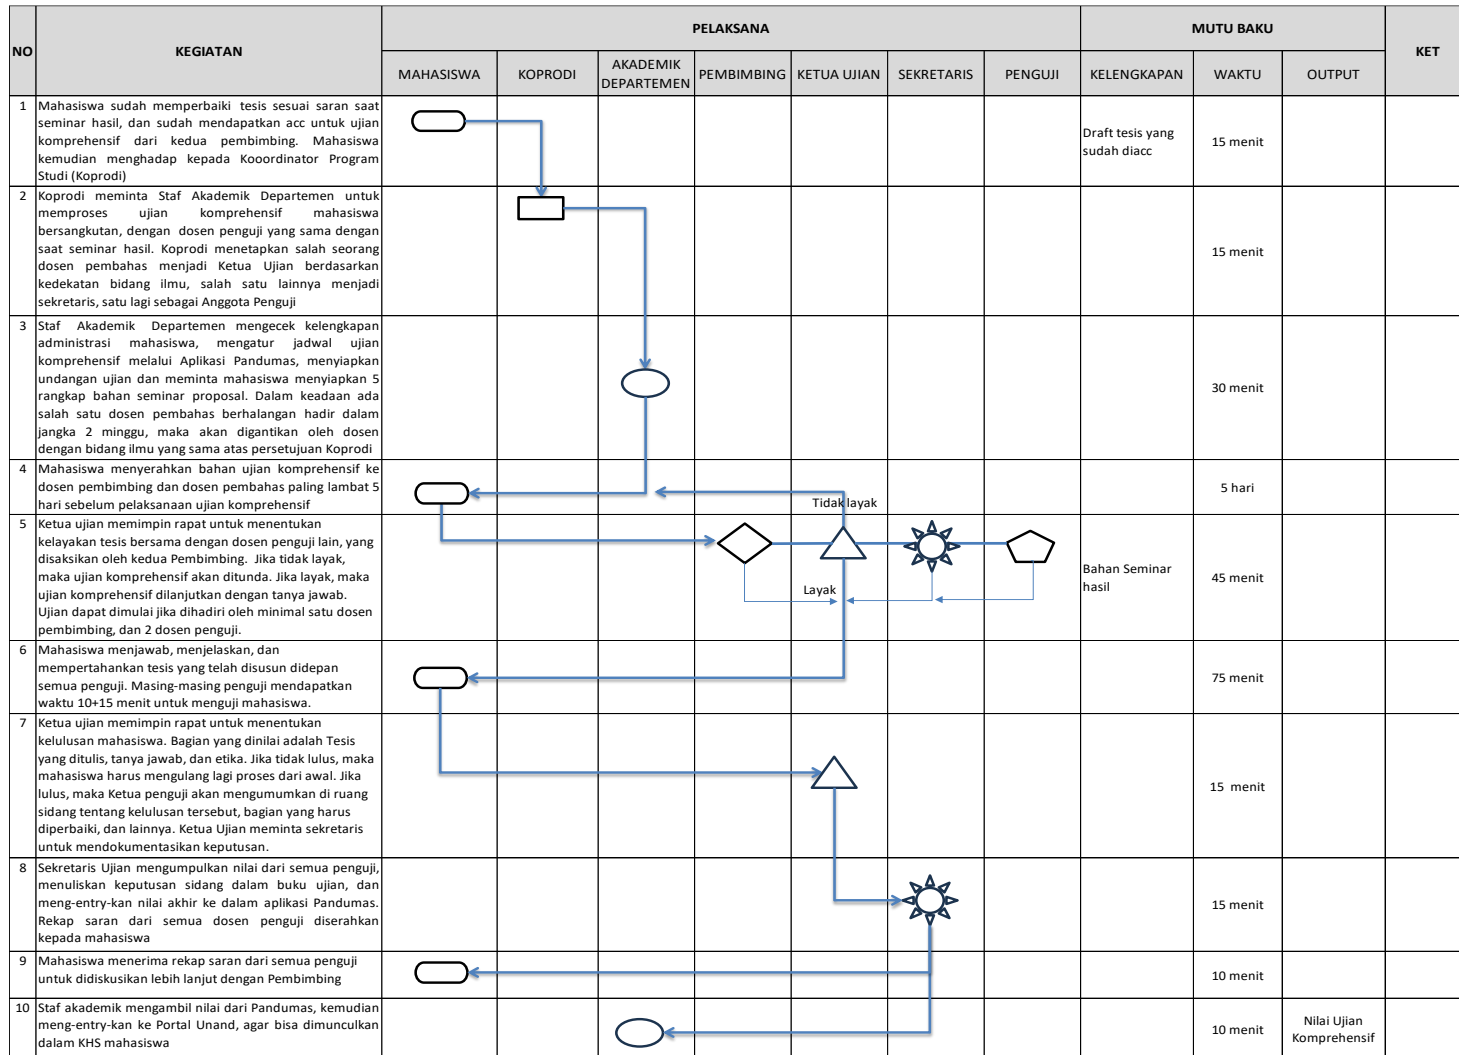 NO
KEGIATAN
PELAKSANA
MUTU BAKU
KET
MAHASISWA
KOPRODI
AKADEMIK
DEPARTEMEN
PEMBIMBING
KETUA UJIAN
SEKRETARIS
PENGUJI
KELENGKAPAN
WAKTU
OUTPUT
1
Mahasiswa sudah memperbaiki tesis sesuai saran saat
seminar hasil, dan sudah mendapatkan acc untuk ujian
komprehensif dari kedua pembimbing. Mahasiswa
kemudian menghadap kepada Kooordinator Program
Studi (Koprodi)
Draft tesis yang
sudah diacc
15 menit
2
Koprodi meminta Staf Akademik Departemen untuk
memproses ujian komprehensif mahasiswa
bersangkutan, dengan dosen penguji yang sama dengan
saat seminar hasil. Koprodi menetapkan salah seorang
dosen pembahas menjadi Ketua Ujian berdasarkan
kedekatan bidang ilmu, salah satu lainnya menjadi
sekretaris, satu lagi sebagai Anggota Penguji
15 menit
3
Staf Akademik Departemen mengecek kelengkapan
administrasi mahasiswa, mengatur jadwal ujian
komprehensif melalui Aplikasi Pandumas, menyiapkan
undangan ujian dan meminta mahasiswa menyiapkan 5
rangkap bahan seminar proposal. Dalam keadaan ada
salah satu dosen pembahas berhalangan hadir dalam
jangka 2 minggu, maka akan digantikan oleh dosen
dengan bidang ilmu yang sama atas persetujuan Koprodi
30 menit
4
Mahasiswa menyerahkan bahan ujian komprehensif ke
dosen pembimbing dan dosen pembahas paling lambat 5
hari sebelum pelaksanaan ujian komprehensif
5 hari
Tidak layak
5
Ketua ujian memimpin rapat untuk menentukan
kelayakan tesis bersama dengan dosen penguji lain, yang
disaksikan oleh kedua Pembimbing. Jika tidak layak,
maka ujian komprehensif akan ditunda. Jika layak, maka
ujian komprehensif dilanjutkan dengan tanya jawab.
Ujian dapat dimulai jika dihadiri oleh minimal satu dosen
pembimbing, dan 2 dosen penguji.
Layak
Bahan Seminar
hasil
45 menit
6
Mahasiswa menjawab, menjelaskan, dan
mempertahankan tesis yang telah disusun didepan
semua penguji. Masing-masing penguji mendapatkan
waktu 10+15 menit untuk menguji mahasiswa.
75 menit
7
Ketua ujian memimpin rapat untuk menentukan
kelulusan mahasiswa. Bagian yang dinilai adalah Tesis
yang ditulis, tanya jawab, dan etika. Jika tidak lulus, maka
mahasiswa harus mengulang lagi proses dari awal. Jika
lulus, maka Ketua penguji akan mengumumkan di ruang
sidang tentang kelulusan tersebut, bagian yang harus
diperbaiki, dan lainnya. Ketua Ujian meminta sekretaris
untuk mendokumentasikan keputusan.
15 menit
8
Sekretaris Ujian mengumpulkan nilai dari semua penguji,
menuliskan keputusan sidang dalam buku ujian, dan
meng-entry-kan nilai akhir ke dalam aplikasi Pandumas.
Rekap saran dari semua dosen penguji diserahkan
kepada mahasiswa
15 menit
9
Mahasiswa menerima rekap saran dari semua penguji
untuk didiskusikan lebih lanjut dengan Pembimbing
10 menit
10
Staf akademik mengambil nilai dari Pandumas, kemudian
meng-entry-kan ke Portal Unand, agar bisa dimunculkan
dalam KHS mahasiswa
10 menit
Nilai Ujian
Komprehensif